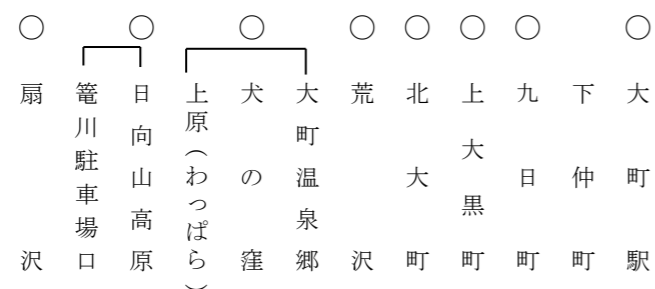 ○ ○ ○ ○ ○ ○ ○ ○
大町駅
下仲町
九日町
上大黒町
北大町
荒沢
大町温泉郷
犬の窪
上原(わっぱら)
日向山高原
篭川駐車場口
扇沢